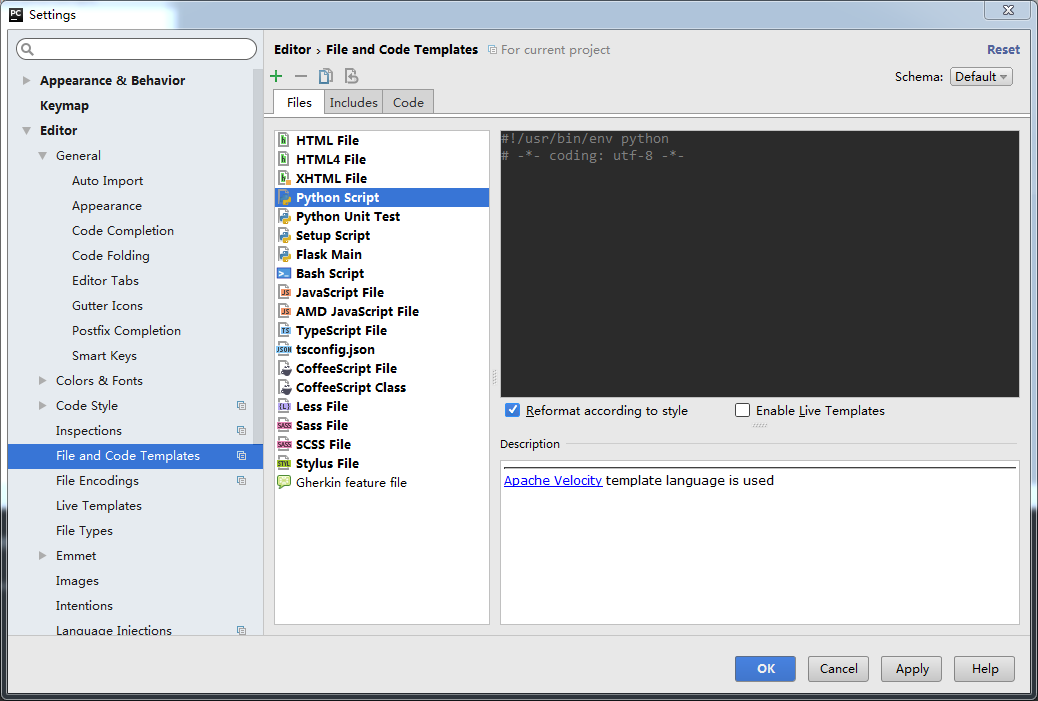 PC Settings
Editor › File and Code Templates For current project Reset
Schema: Default
Files Includes Code
Appearance & Behavior
Keymap
Editor
General
Auto Import
Appearance
Code Completion
Code Folding
Editor Tabs
Gutter Icons
Postfix Completion
Smart Keys
Colors & Fonts
Code Style
Inspections
File and Code Templates
File Encodings
Live Templates
File Types
Emmet
Images
Intentions
Language Injections
HTML File
HTML4 File
XHTML File
Python Script
Python Unit Test
Setup Script
Flask Main
Bash Script
JavaScript File
AMD JavaScript File
TypeScript File
tsconfig.json
CoffeeScript File
CoffeeScript Class
Less File
Sass File
SCSS File
Stylus File
Gherkin feature file
#!/usr/bin/env python
# -*- coding: utf-8 -*-
Reformat according to style Enable Live Templates
Description
Apache Velocity template language is used
OK Cancel Apply Help